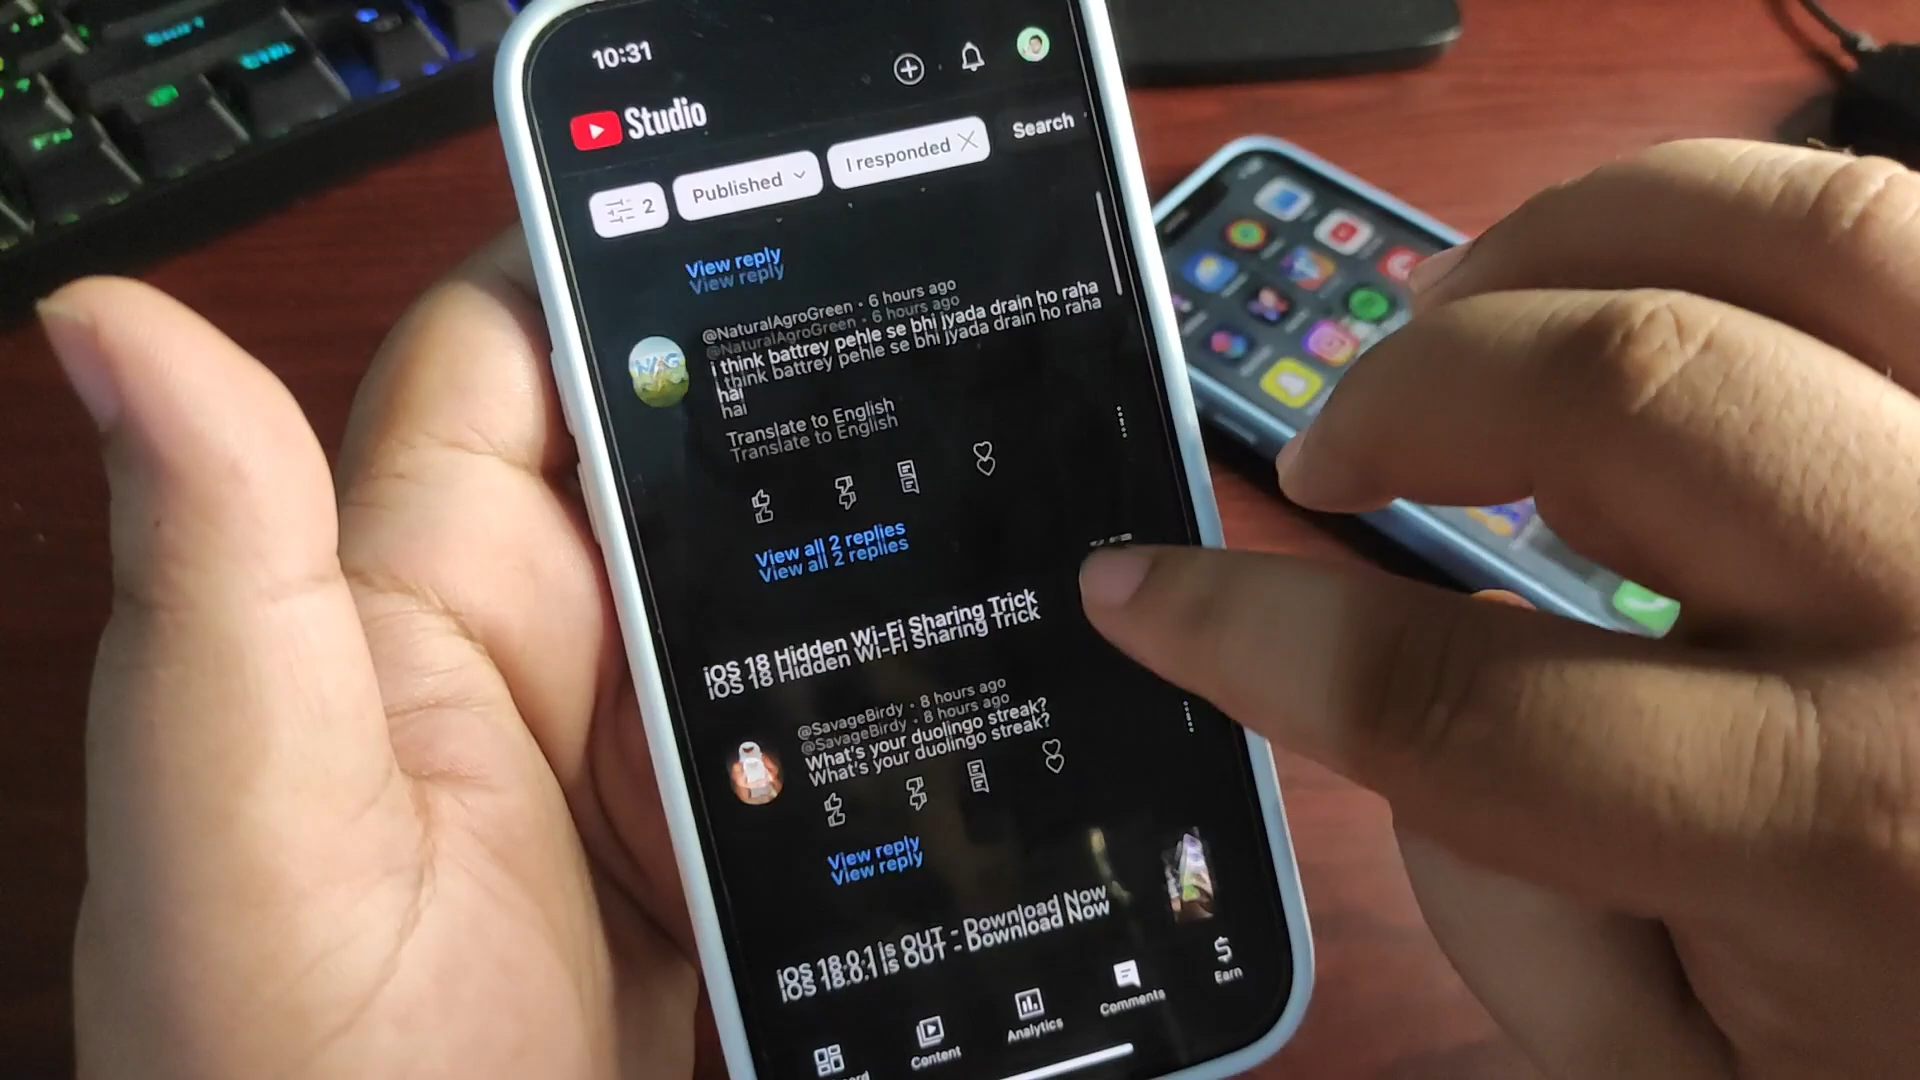 10:31
Studio
2
Published
I responded
Search
View reply
@NaturalAgroGreen • 6 hours ago
i think battrey pehle se bhi jyada drain ho raha
hai
Translate to English
View all 2 replies
iOS 18 Hidden Wi-Fi Sharing Trick
@SavageBirdy • 8 hours ago
What's your duolingo streak?
View reply
iOS 18.0.1 is OUT - Download Now
Content
Analytics
Comments
Earn